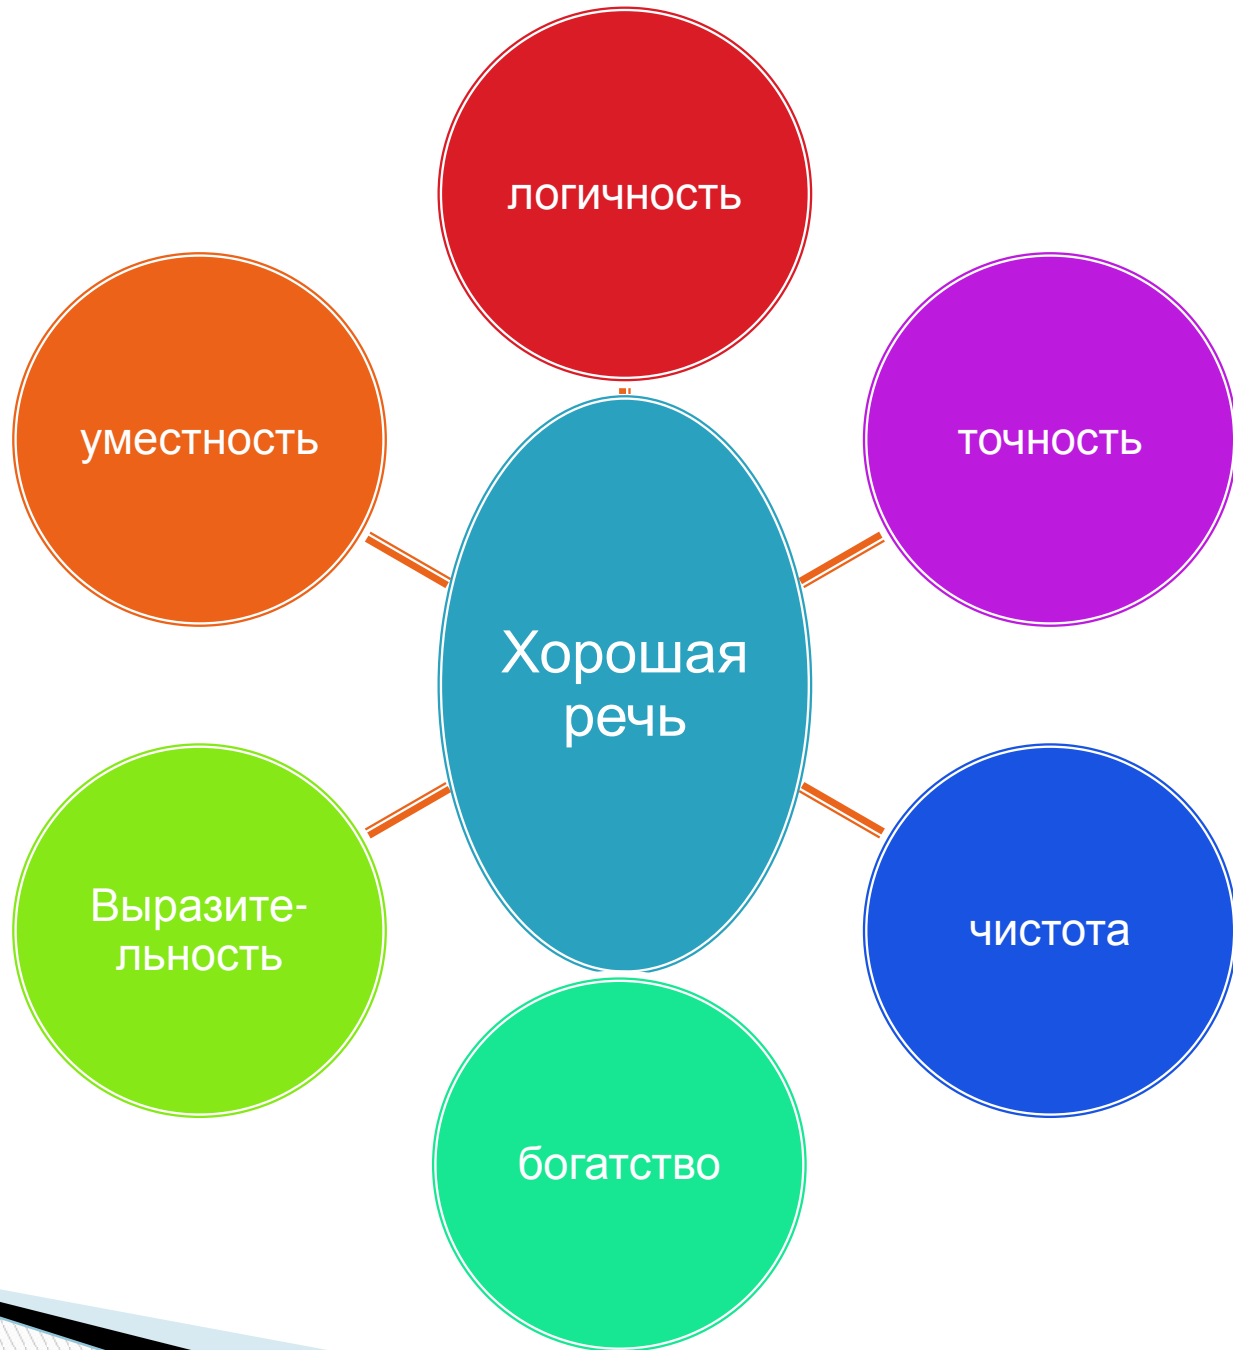 логичность
уместность
точность
Хорошая
речь
Выразите-
льность
чистота
богатство